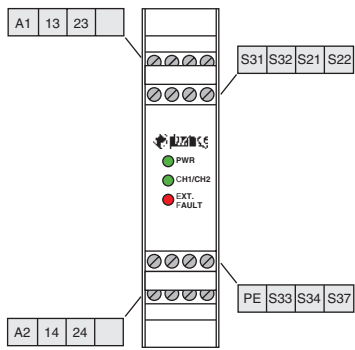 A1 13 23
S31 S32 S21 S22
PWR
CH1/CH2
EXT.
FAULT
PE S33 S34 S37
A2 14 24